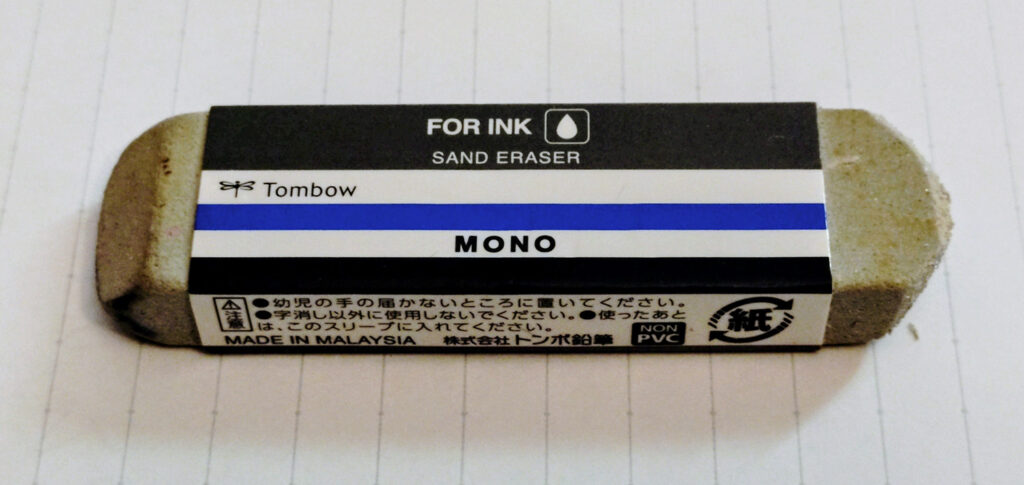 FOR INK
SAND ERASER
Tombow
MONO
注意
●幼児の手の届かないところに置いてください。
●字消し以外に使用しないでください。●使ったあと
は、このスリーブに入れてください。
MADE IN MALAYSIA 株式会社トンボ鉛筆
NON
PVC
紙